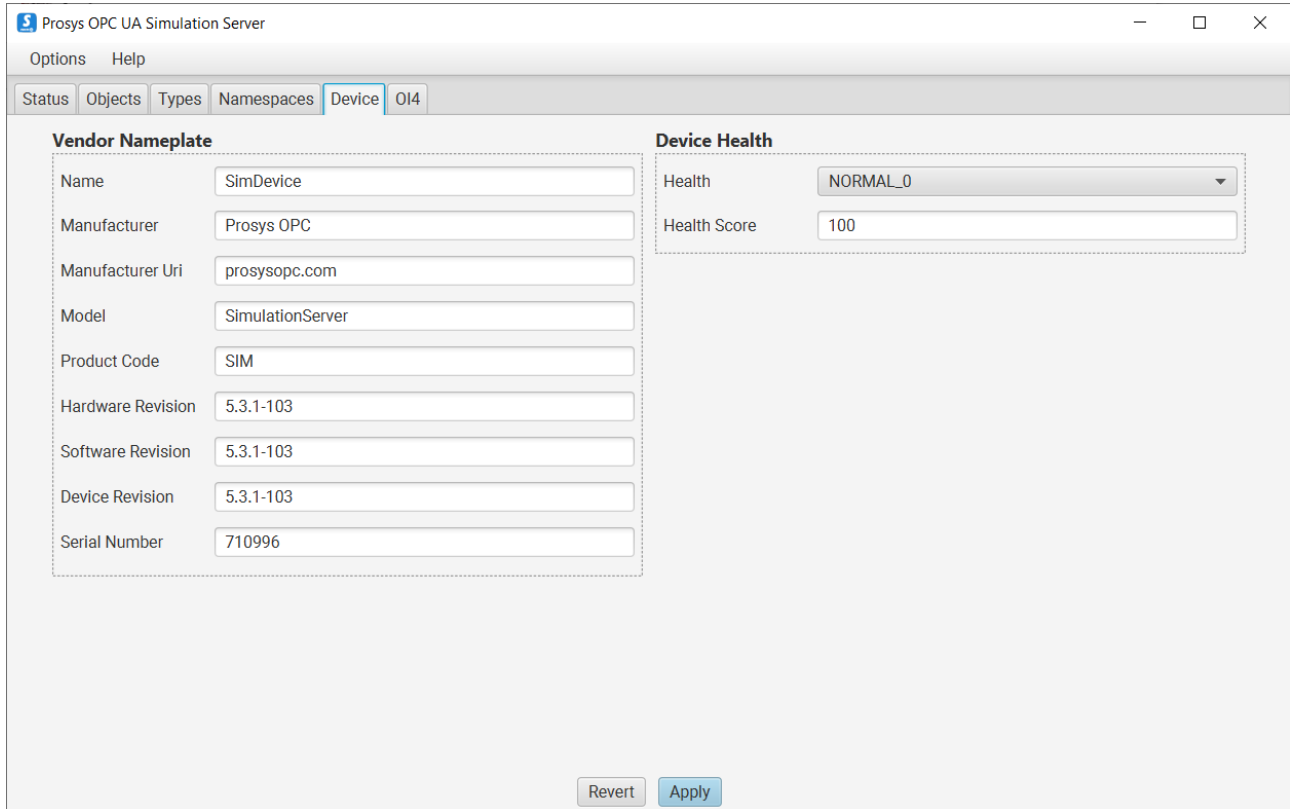 Prosys OPC UA Simulation Server
Options Help
Status Objects Types Namespaces Device OI4
Vendor Nameplate
Name SimDevice
Manufacturer Prosys OPC
Manufacturer Uri prosysopc.com
Model SimulationServer
Product Code SIM
Hardware Revision 5.3.1-103
Software Revision 5.3.1-103
Device Revision 5.3.1-103
Serial Number 710996
Device Health
Health NORMAL_0
Health Score 100
Revert Apply